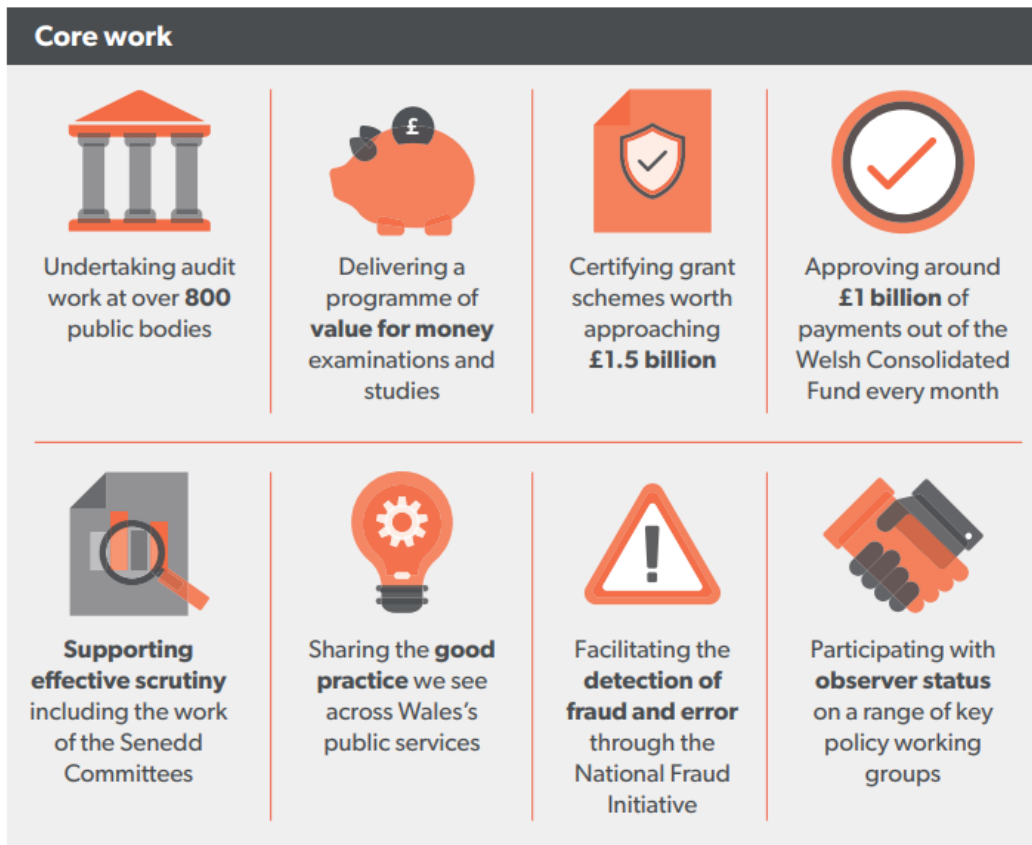 Core work
£
Undertaking audit
work at over 800
public bodies
Delivering a
programme of
value for money
examinations and
studies
Certifying grant
schemes worth
approaching
£1.5 billion
Approving around
£1 billion of
payments out of the
Welsh Consolidated
Fund every month
Supporting
effective scrutiny
including the work
of the Senedd
Committees
Sharing the good
practice we see
across Wales's
public services
Facilitating the
detection of
fraud and error
through the
National Fraud
Initiative
Participating with
observer status
on a range of key
policy working
groups